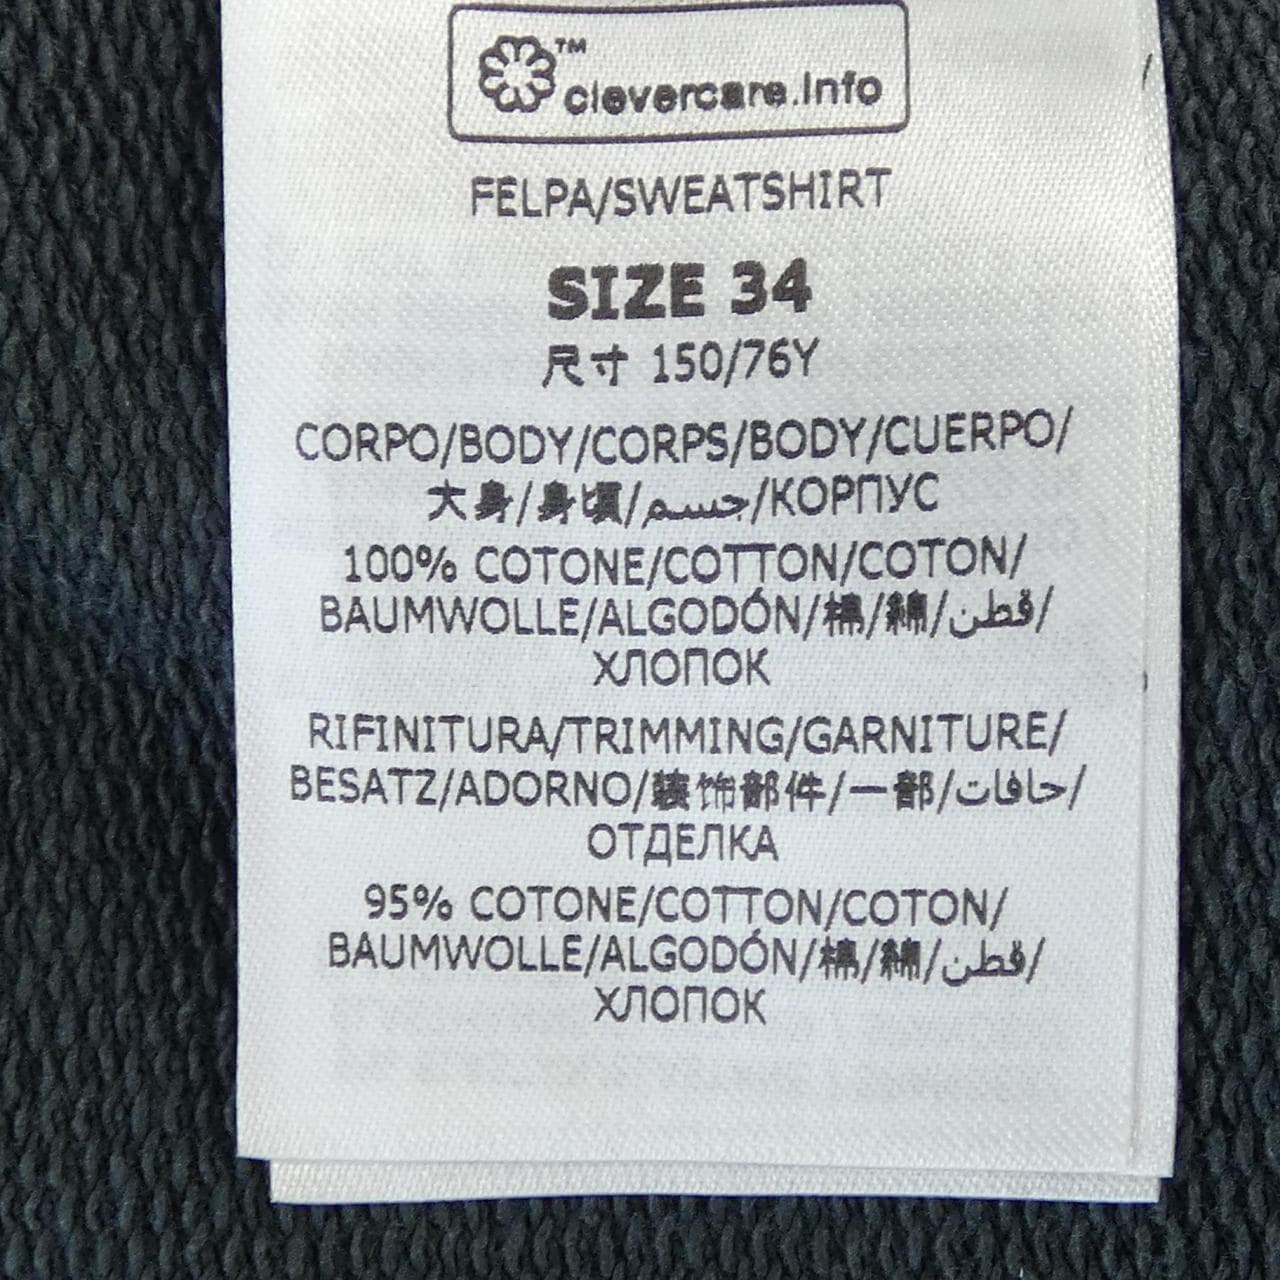 ™
clevercare.info
FELPA/SWEATSHIRT
SIZE 34
尺寸 150/76Y
CORPO/BODY/CORPS/BODY/CUERPO/
大身/身頃/جسم/КОРПУС
100% COTONE/COTTON/COTON/
BAUMWOLLE/ALGODÓN/棉/綿/قطن/
ХЛОПОК
RIFINITURA/TRIMMING/GARNITURE/
BESATZ/ADORNO/装饰部件/一部/حافات/
ОТДЕЛКА
95% COTONE/COTTON/COTON/
BAUMWOLLE/ALGODÓN/棉/綿/قطن/
ХЛОПОК